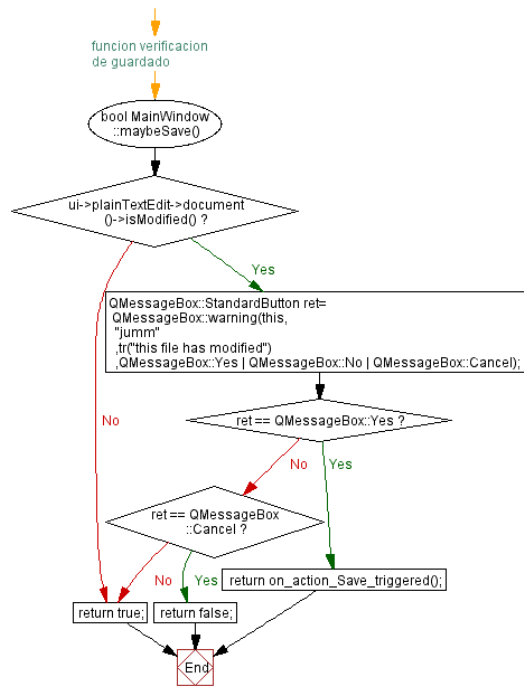 funcion verificacion
de guardado
bool MainWindow
::maybeSave()
ui->plainTextEdit->document
()->isModified() ?
Yes
QMessageBox::StandardButton ret=
QMessageBox::warning(this,
"jumm"
,tr("this file has modified")
,QMessageBox::Yes | QMessageBox::No | QMessageBox::Cancel);
No
ret == QMessageBox::Yes ?
No
Yes
ret == QMessageBox
::Cancel ?
No
Yes
return on_action_Save_triggered();
return true;
return false;
End